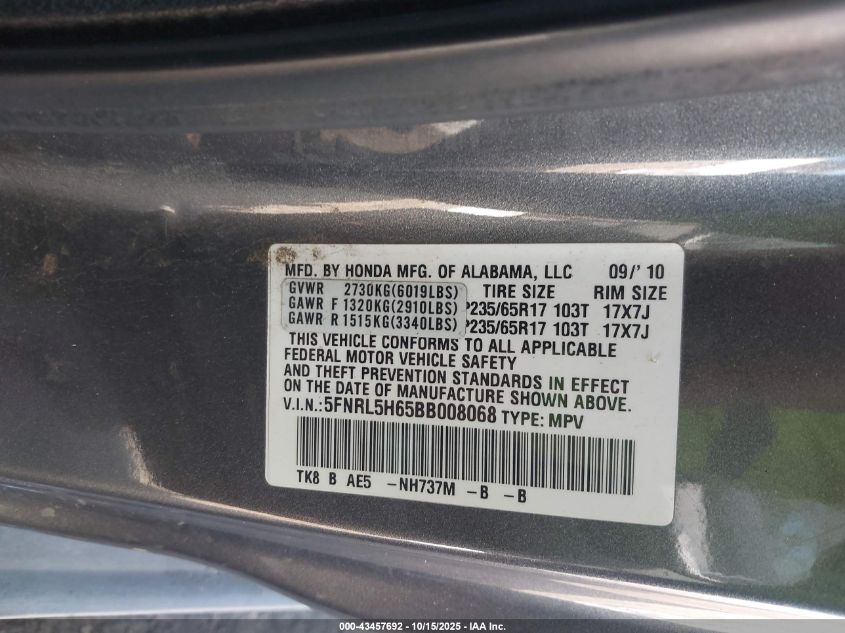 MFD. BY HONDA MFG. OF ALABAMA, LLC 09/'10
GVWR 2730KG(6019LBS) TIRE SIZE RIM SIZE
GAWR F 1320KG(2910LBS) P235/65R17 103T 17X7J
GAWR R 1515KG(3340LBS) P235/65R17 103T 17X7J
THIS VEHICLE CONFORMS TO ALL APPLICABLE
FEDERAL MOTOR VEHICLE SAFETY
AND THEFT PREVENTION STANDARDS IN EFFECT
ON THE DATE OF MANUFACTURE SHOWN ABOVE.
V.I.N.:5FNRL5H65BB008068 TYPE: MPV
TK8 B AE5 -NH737M -B -B
000-43457692 - 10/15/2025 - IAA Inc.